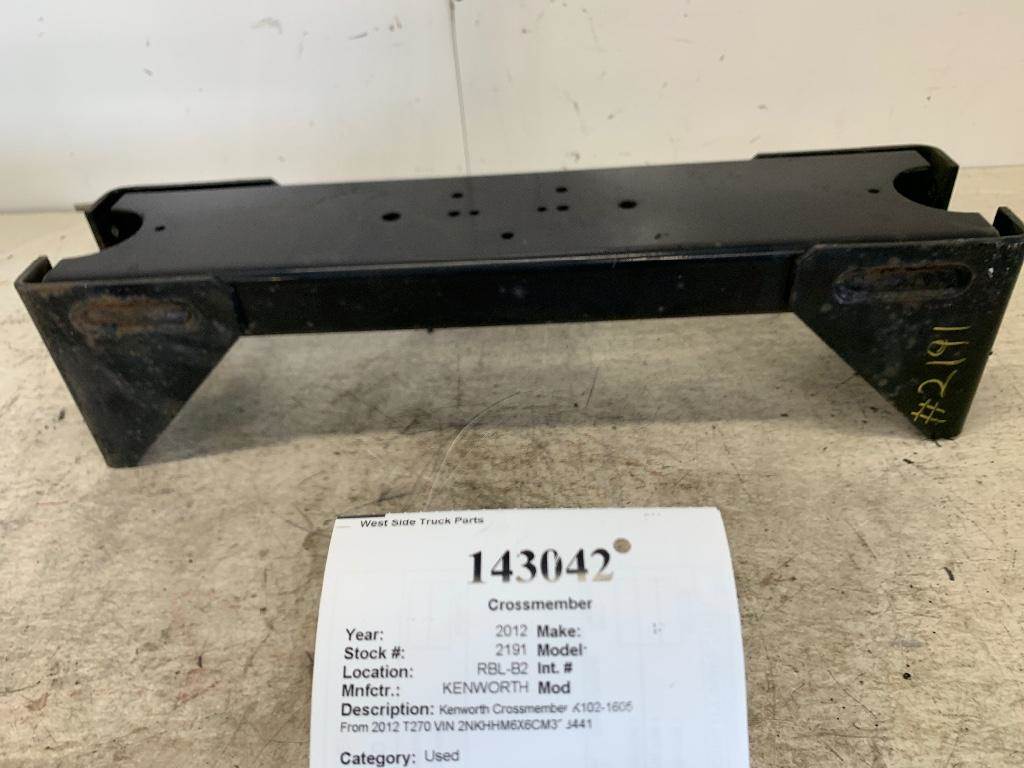 #2191
West Side Truck Parts
143042
Crossmember
Year: 2012 Make:
Stock #: 2191 Model
Location: RBL-B2 Int. #
Mnfctr.: KENWORTH Mod
Description: Kenworth Crossmember
From 2012 T270 VIN
Category: Used